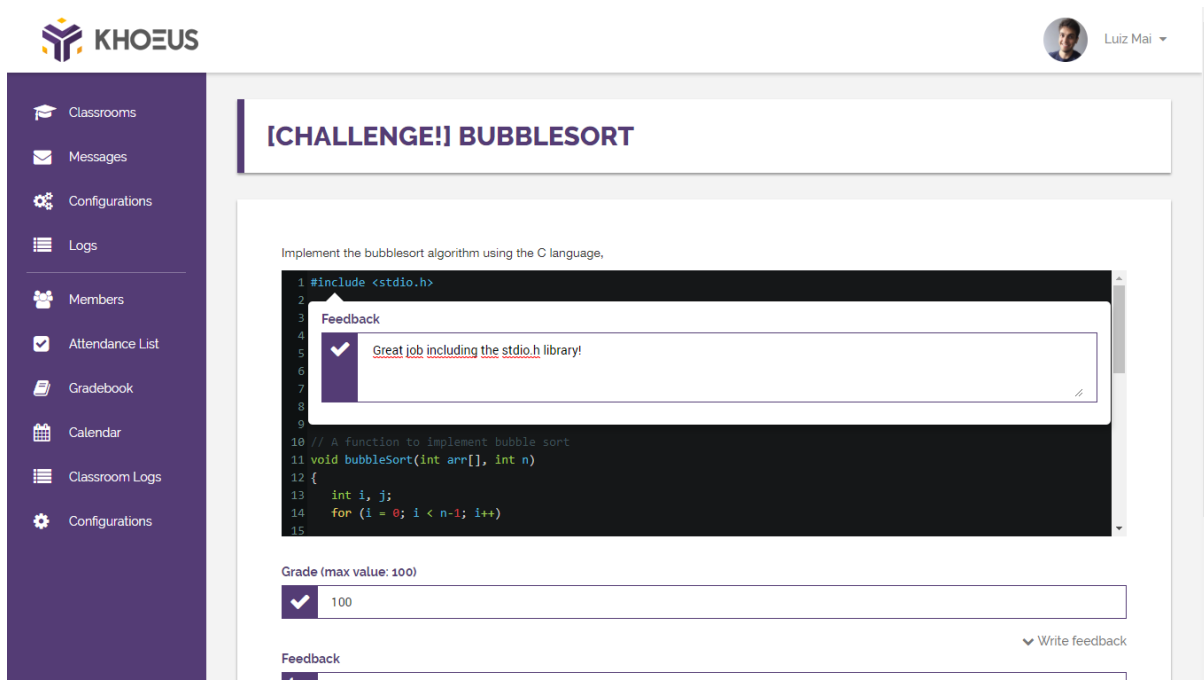 KHOEUS
Luiz Mai
Classrooms
Messages
Configurations
Logs
Members
Attendance List
Gradebook
Calendar
Classroom Logs
Configurations
[CHALLENGE!] BUBBLESORT
Implement the bubblesort algorithm using the C language,
1 #include <stdio.h>
2
3
4
5
6
7
8
9
Feedback
Great job including the stdio.h library!
10 // A function to implement bubble sort
11 void bubbleSort(int arr[], int n)
12 {
13 int i, j;
14 for (i = 0; i < n-1; i++)
15
Grade (max value: 100)
100
Write feedback
Feedback